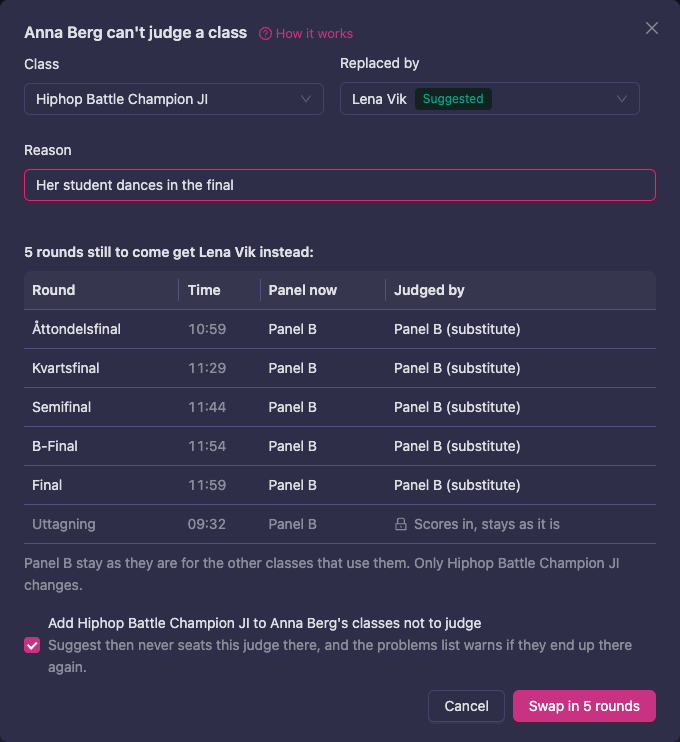 Anna Berg can't judge a class How it works
Class
Replaced by
Hiphop Battle Champion JI
Lena Vik Suggested
Reason
Her student dances in the final
5 rounds still to come get Lena Vik instead:
Round Time Panel now Judged by
Åttondelsfinal 10:59 Panel B Panel B (substitute)
Kvartsfinal 11:29 Panel B Panel B (substitute)
Semifinal 11:44 Panel B Panel B (substitute)
B-Final 11:54 Panel B Panel B (substitute)
Final 11:59 Panel B Panel B (substitute)
Uttagning 09:32 Panel B Scores in, stays as it is
Panel B stay as they are for the other classes that use them. Only Hiphop Battle Champion JI
changes.
Add Hiphop Battle Champion JI to Anna Berg's classes not to judge
Suggest then never seats this judge there, and the problems list warns if they end up there
again.
Cancel
Swap in 5 rounds